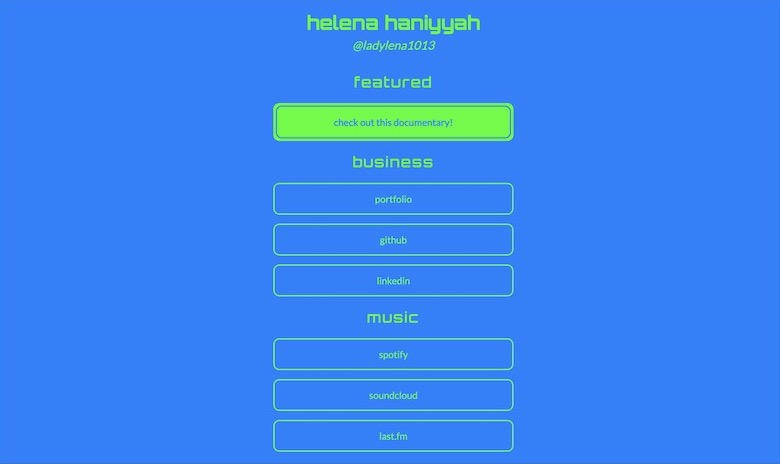 helena haniyyah
@ladylena1013
featured
check out this documentary!
business
portfolio
github
linkedin
music
spotify
soundcloud
last.fm